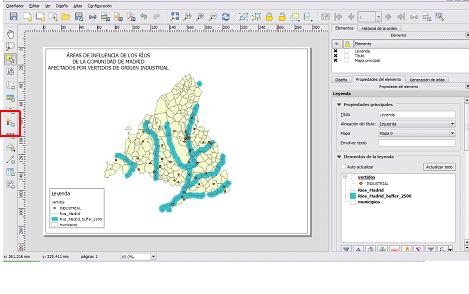 Diseñador Editar Ver Diseño Atlas Configuración
ÁREAS DE INFLUENCIA DE LOS RÍOS
DE LA COMUNIDAD DE MADRID
AFECTADOS POR VERTIDOS DE ORIGEN INDUSTRIAL
Leyenda
vertidos
INDUSTRIAL
Rios_Madrid
Rios_Madrid_buffer_2500
municipios
Elementos Historial de la orden
Elementos
Elemento
Leyenda
Título
Mapa principal
Diseño Propiedades del elemento Generación de atlas
Propiedades del elemento
Leyenda
Propiedades principales
Título Leyenda
Alineación del título: Izquierda
Mapa Mapa 0
Envolver texto
Elementos de la leyenda
Auto actualizar Actualizar todo
vertidos
INDUSTRIAL
Rios_Madrid
Rios_Madrid_buffer_2500
municipios
x: 261.216 mm y: 225.411 mm página: 1 65.0%